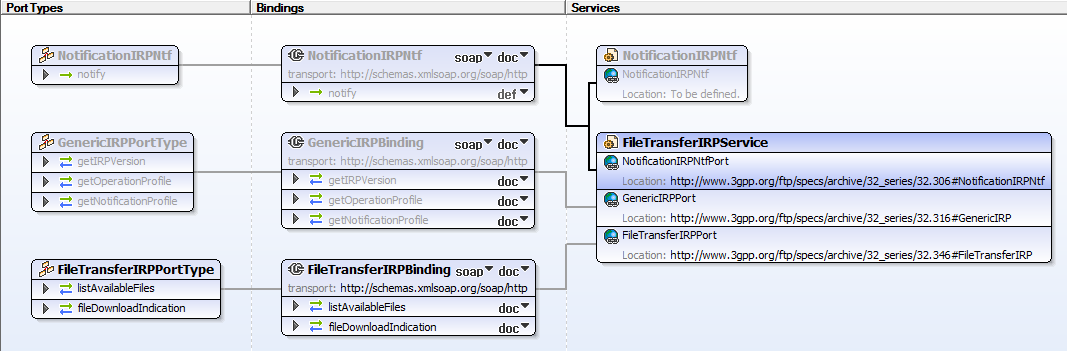 Port Types
Bindings
Services
NotificationIRPNtf
notify
NotificationIRPNtf soap doc
transport: http://schemas.xmlsoap.org/soap/http
notify def
NotificationIRPNtf
NotificationIRPNtf
Location: To be defined.
GenericIRPPortType
getIRPVersion
getOperationProfile
getNotificationProfile
GenericIRPBinding soap doc
transport: http://schemas.xmlsoap.org/soap/http
getIRPVersion doc
getOperationProfile doc
getNotificationProfile doc
FileTransferIRPService
NotificationIRPNtfPort
Location: http://www.3gpp.org/ftp/specs/archive/32_series/32.306#NotificationIRPNtf
GenericIRPPort
Location: http://www.3gpp.org/ftp/specs/archive/32_series/32.316#GenericIRP
FileTransferIRPPort
Location: http://www.3gpp.org/ftp/specs/archive/32_series/32.346#FileTransferIRP
FileTransferIRPPortType
listAvailableFiles
fileDownloadIndication
FileTransferIRPBinding soap doc
transport: http://schemas.xmlsoap.org/soap/http
listAvailableFiles doc
fileDownloadIndication doc